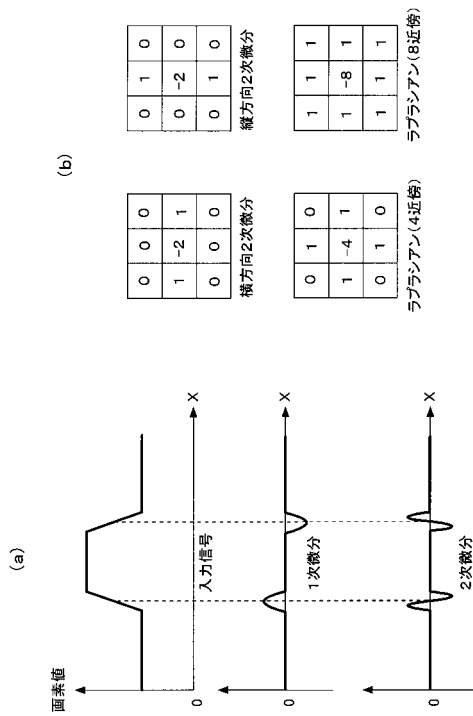 (a)
画素値
0
入力信号
X
0
1次微分
X
0
2次微分
X
(b)
0 0 0
1 -2 1
0 0 0
横方向2次微分
0 1 0
0 -2 0
0 1 0
縦方向2次微分
0 1 0
1 -4 1
0 1 0
ラプラシアン(4近傍)
1 1 1
1 -8 1
1 1 1
ラプラシアン(8近傍)